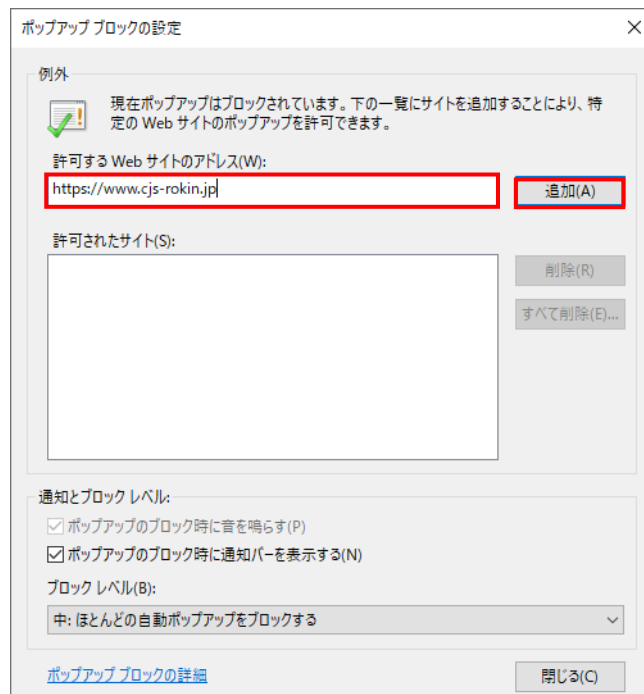 ポップアップ ブロックの設定
例外
現在ポップアップはブロックされています。下の一覧にサイトを追加することにより、特
定の Web サイトのポップアップを許可できます。
許可する Web サイトのアドレス(W):
https://www.cjs-rokin.jp
追加(A)
許可されたサイト(S):
削除(R)
すべて削除(E)...
通知とブロック レベル:
ポップアップのブロック時に音を鳴らす(P)
ポップアップのブロック時に通知バーを表示する(N)
ブロック レベル(B):
中: ほとんどの自動ポップアップをブロックする
ポップアップ ブロックの詳細
閉じる(C)